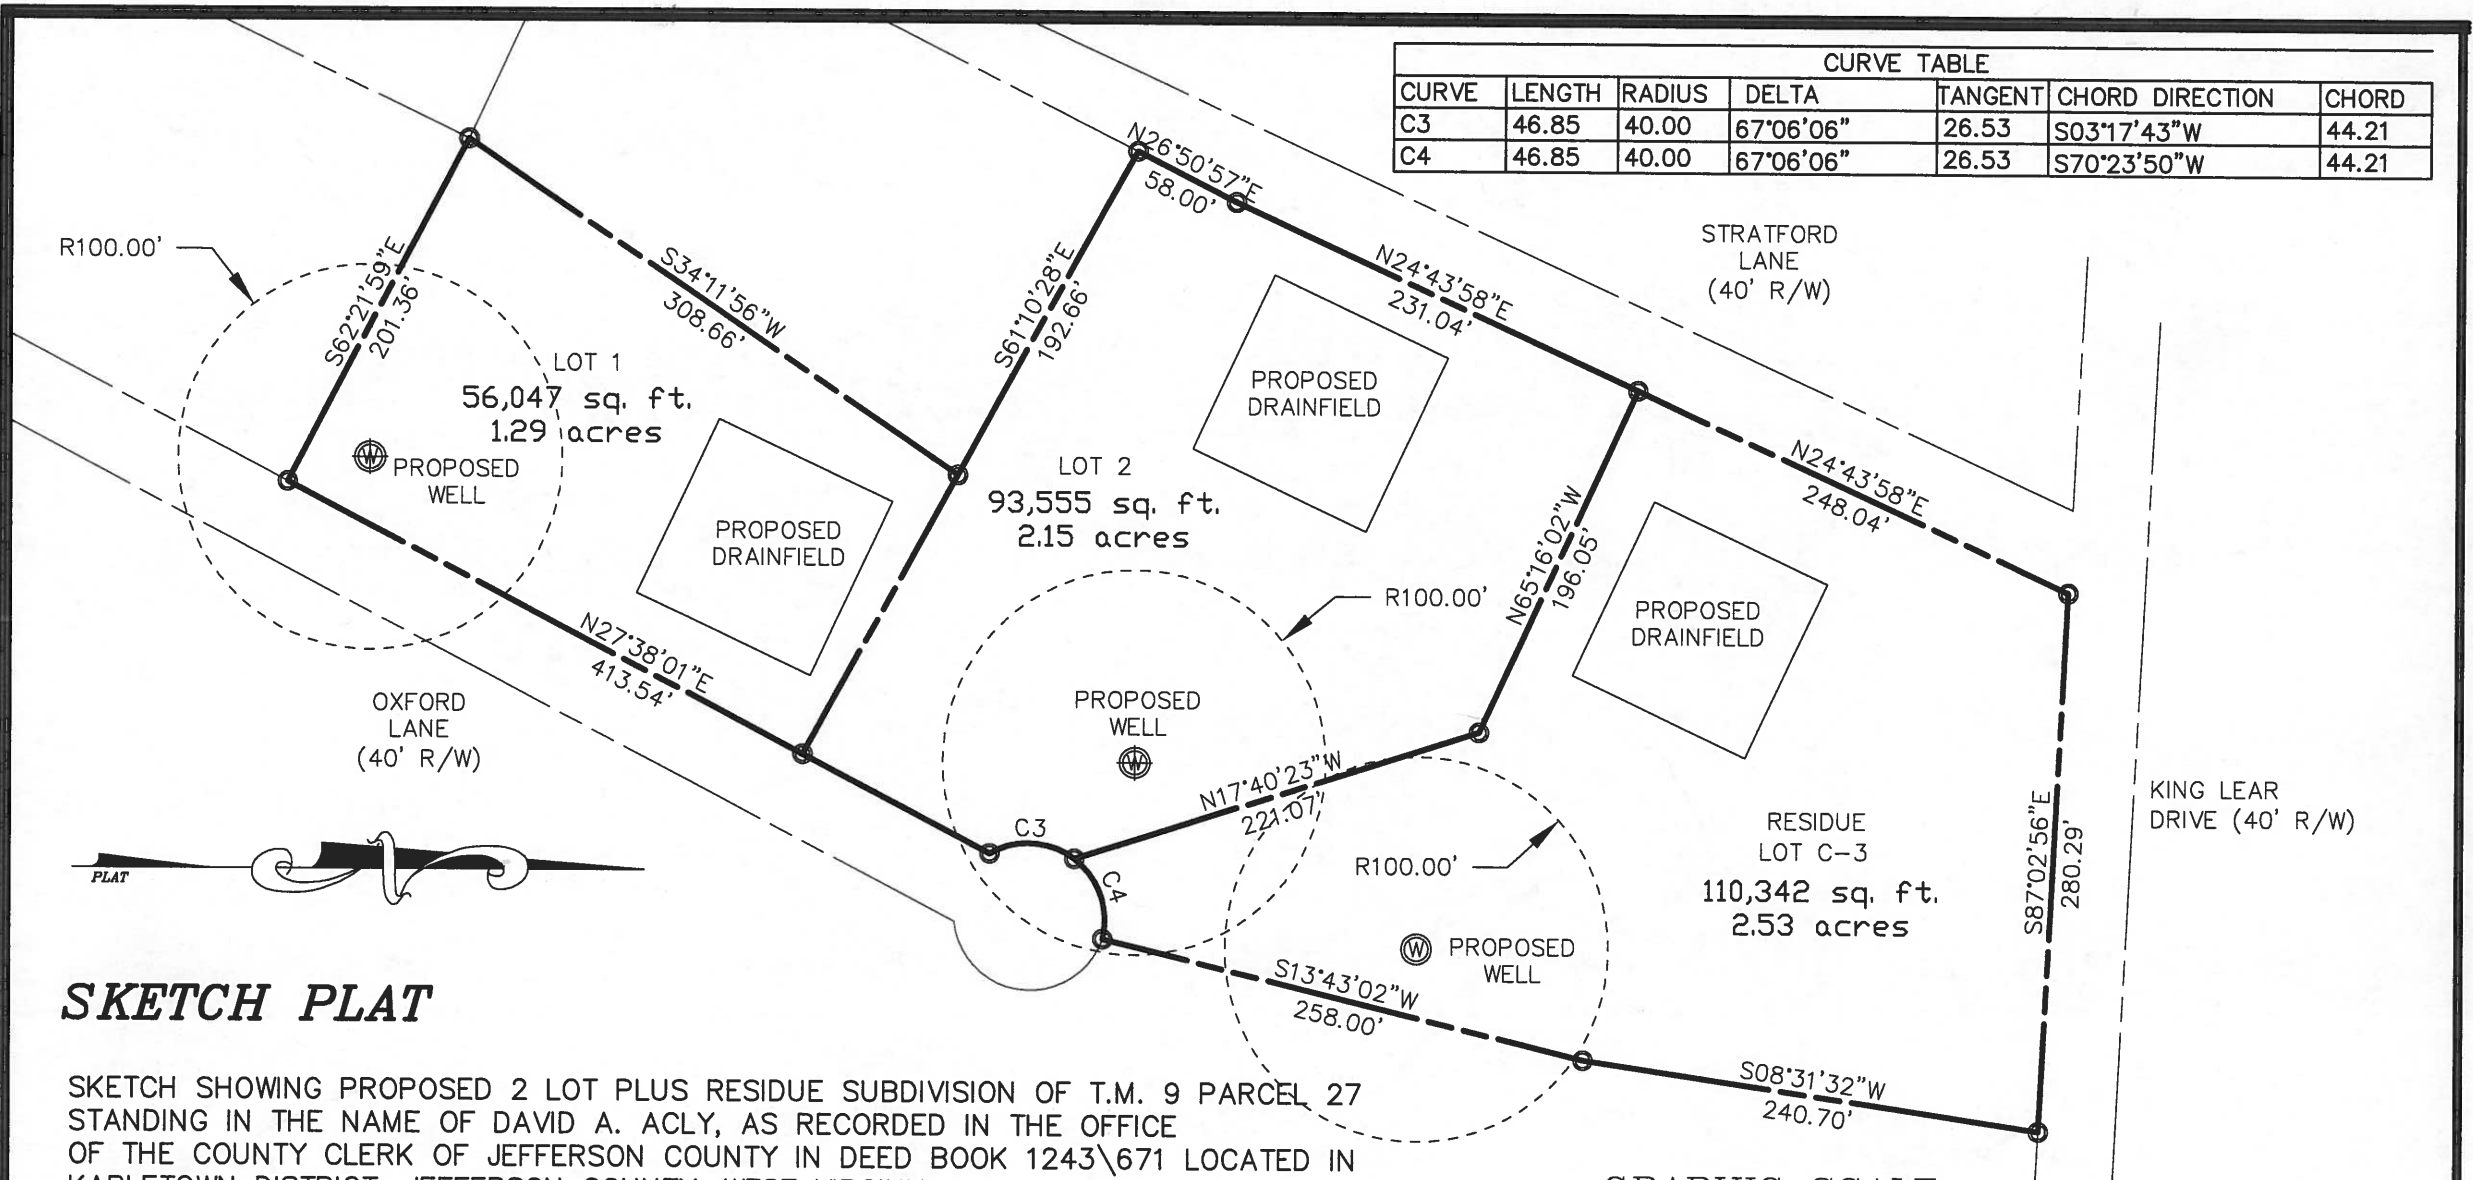 CURVE TABLE
CURVE LENGTH RADIUS DELTA TANGENT CHORD DIRECTION CHORD
C3 46.85 40.00 67°06'06" 26.53 S03°17'43"W 44.21
C4 46.85 40.00 67°06'06" 26.53 S70°23'50"W 44.21
N26°50'57"E
58.00'
STRATFORD
LANE
(40' R/W)
R100.00'
S62°21'59"E
201.36'
S34°11'56"W
308.66'
S61°10'28"E
192.66'
N24°43'58"E
231.04'
LOT 1
56,047 sq. ft.
1.29 acres
PROPOSED
DRAINFIELD
PROPOSED
WELL
W
LOT 2
93,555 sq. ft.
2.15 acres
N24°43'58"E
248.04'
PROPOSED
DRAINFIELD
N65°16'02"W
196.05'
R100.00'
PROPOSED
DRAINFIELD
N27°38'01"E
413.54'
OXFORD
LANE
(40' R/W)
PROPOSED
WELL
W
N17°40'23"W
221.07'
KING LEAR
DRIVE (40' R/W)
S87°02'56"E
280.29'
C3
C4
R100.00'
RESIDUE
LOT C-3
110,342 sq. ft.
2.53 acres
PLAT
W
PROPOSED
WELL
S13°43'02"W
258.00'
S08°31'32"W
240.70'
SKETCH PLAT
SKETCH SHOWING PROPOSED 2 LOT PLUS RESIDUE SUBDIVISION OF T.M. 9 PARCEL 27
STANDING IN THE NAME OF DAVID A. ACLY, AS RECORDED IN THE OFFICE
OF THE COUNTY CLERK OF JEFFERSON COUNTY IN DEED BOOK 1243\671 LOCATED IN